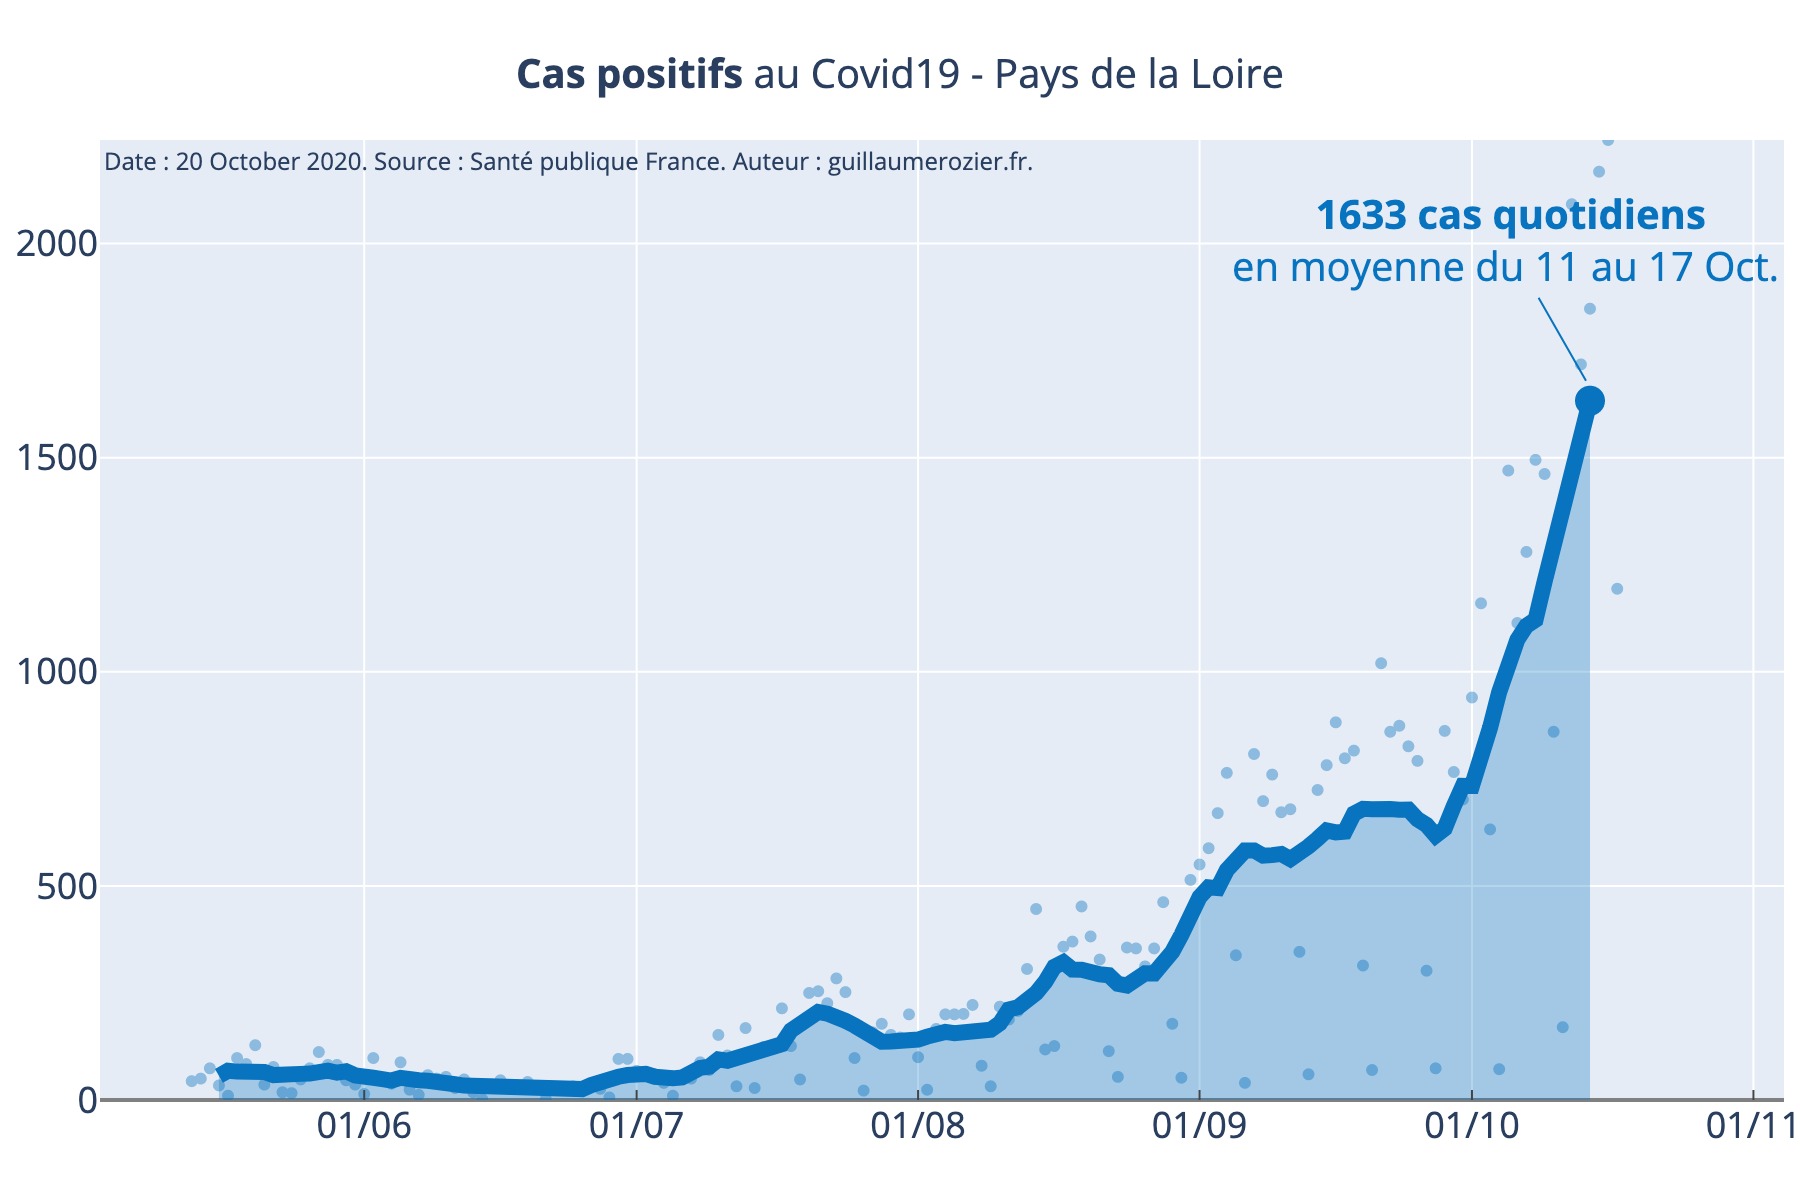 Cas positifs au Covid19 - Pays de la Loire
Date : 20 October 2020. Source : Santé publique France. Auteur : guillaumerozier.fr.
1633 cas quotidiens
en moyenne du 11 au 17 Oct.
2000
1500
1000
500
0
01/06 01/07 01/08 01/09 01/10 01/11